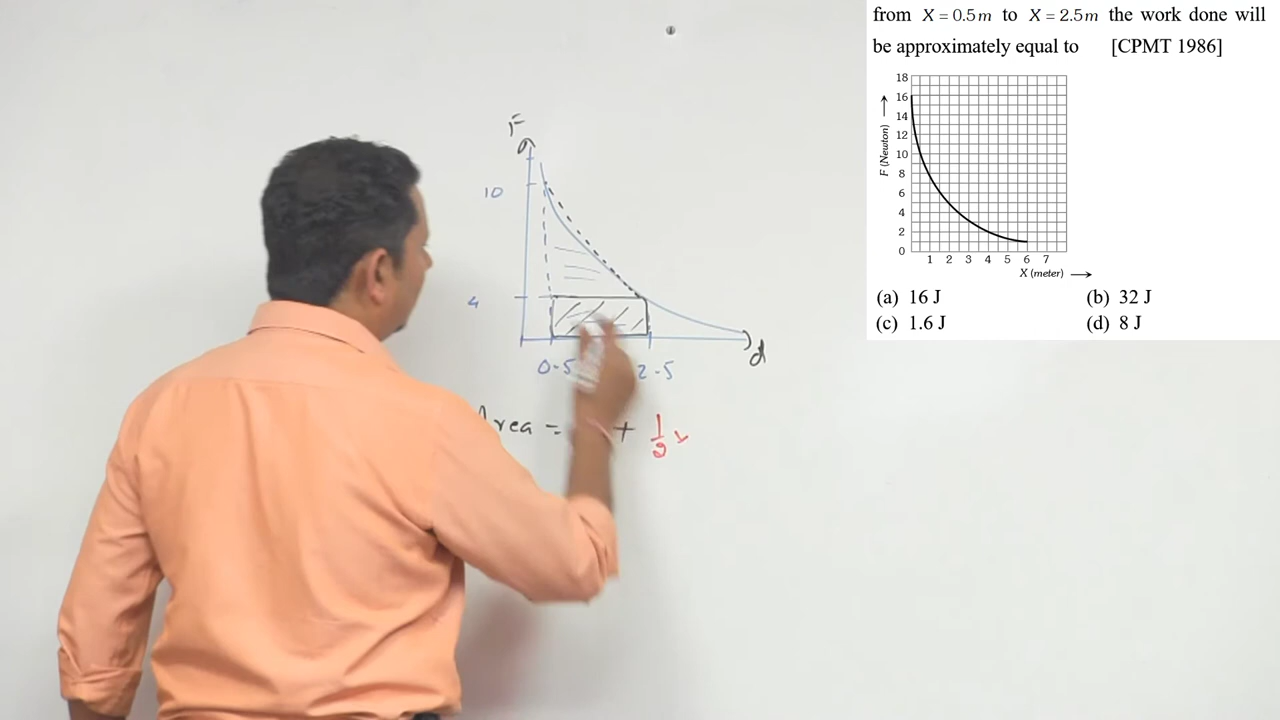 from X = 0.5 m to X = 2.5 m the work done will
be approximately equal to [CPMT 1986]
18
16
14
12
10
8
6
4
2
0
F (Newton)
1 2 3 4 5 6 7
X (meter)
(a) 16 J (b) 32 J
(c) 1.6 J (d) 8 J
F
10
4
0.5 2.5
d
Area = + 1/2 x